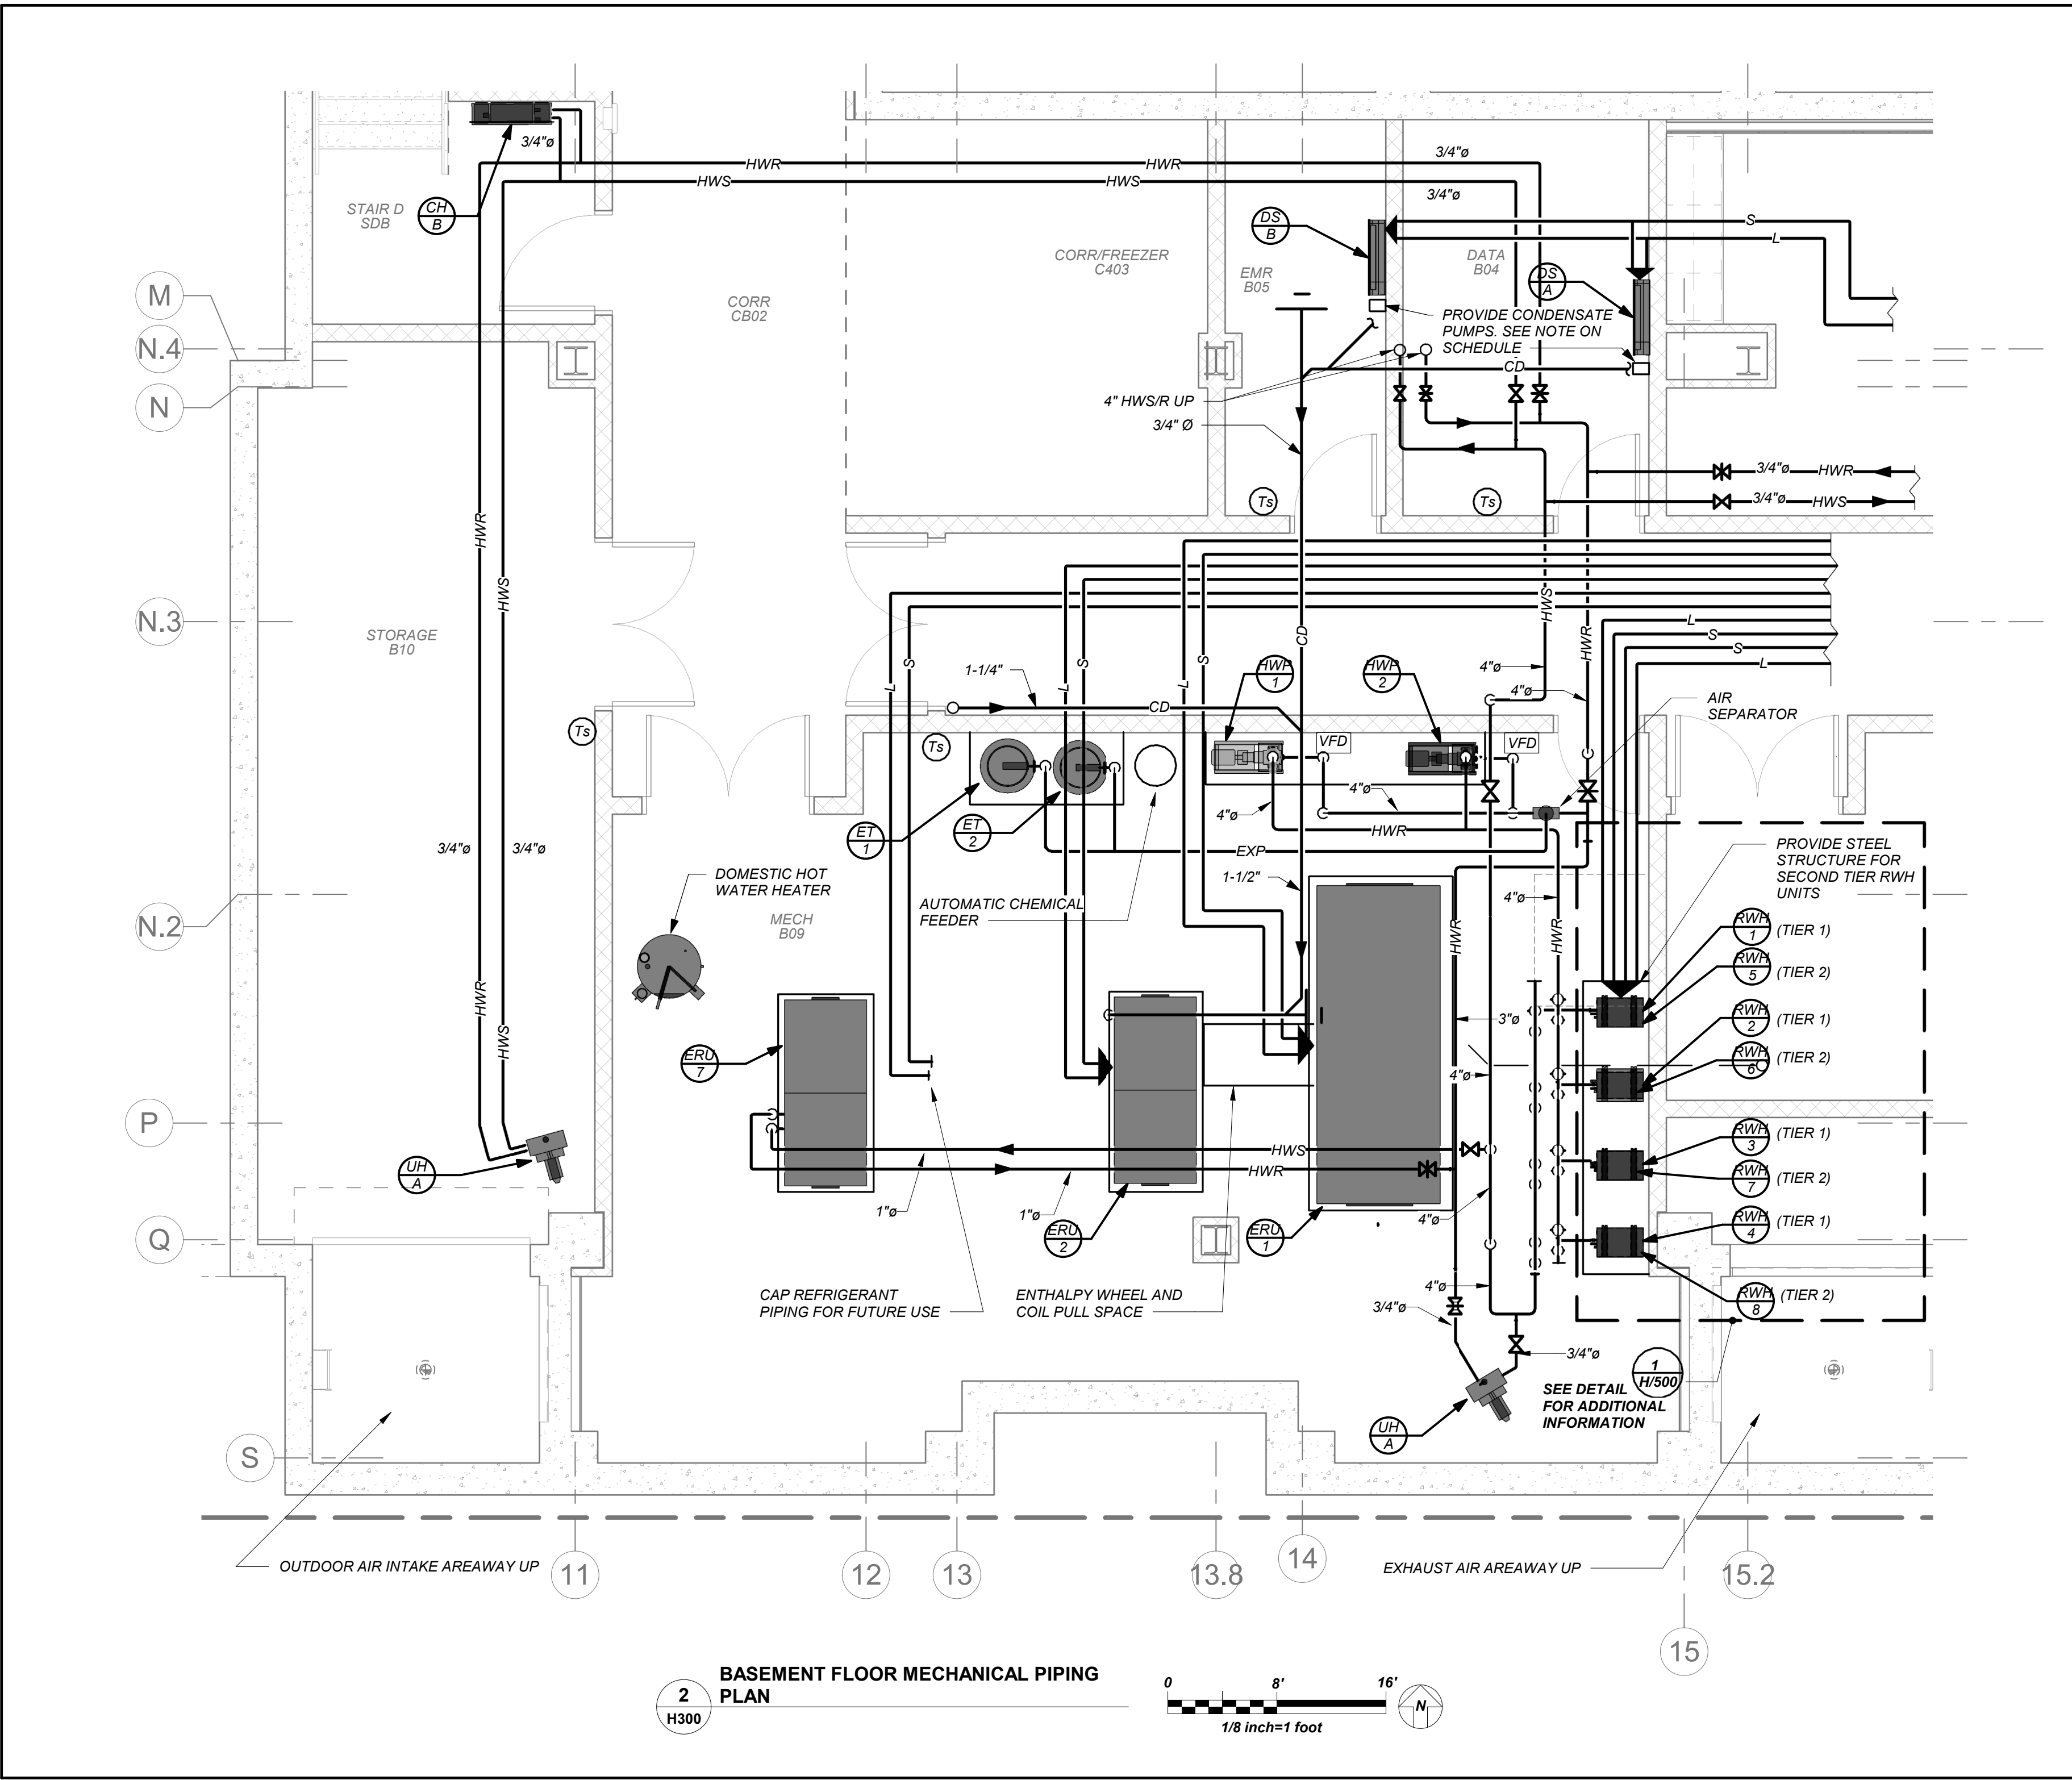 3/4"ø
HWR
HWR
3/4"ø
HWS
HWS
3/4"ø
STAIR D
SDB
CH
B
DS
B
S
L
CORR/FREEZER
C403
EMR
B05
DATA
B04
DS
A
CORR
CB02
M
N.4
N
PROVIDE CONDENSATE
PUMPS. SEE NOTE ON
SCHEDULE
CD
4" HWS/R UP
3/4" Ø
3/4"ø
HWR
3/4"ø
HWS
Ts
Ts
HWR
HWS
N.3
STORAGE
B10
HWS
HWR
CD
L
S
S
L
L
S
L
S
L
S
1-1/4"
HWP
1
HWP
2
4"ø
4"ø
CD
AIR
SEPARATOR
Ts
Ts
VFD
VFD
4"ø
4"ø
HWR
ET
1
ET
2
EXP
3/4"ø
3/4"ø
PROVIDE STEEL
STRUCTURE FOR
SECOND TIER RWH
UNITS
DOMESTIC HOT
WATER HEATER
1-1/2"
AUTOMATIC CHEMICAL
FEEDER
4"ø
N.2
MECH
B09
HWR
HWR
RWH
1
(TIER 1)
RWH
5
(TIER 2)
HWR
HWS
3"ø
RWH
2
(TIER 1)
RWH
6
(TIER 2)
ERU
7
4"ø
P
RWH
3
(TIER 1)
RWH
7
(TIER 2)
HWS
HWR
UH
A
1"ø
1"ø
4"ø
RWH
4
(TIER 1)
ERU
2
ERU
1
Q
4"ø
CAP REFRIGERANT
PIPING FOR FUTURE USE
ENTHALPY WHEEL AND
COIL PULL SPACE
3/4"ø
RWH
8
(TIER 2)
3/4"ø
1
H/500
SEE DETAIL
FOR ADDITIONAL
INFORMATION
UH
A
S
OUTDOOR AIR INTAKE AREAWAY UP
11
12
13
13.8
14
EXHAUST AIR AREAWAY UP
15.2
15
2
H300
BASEMENT FLOOR MECHANICAL PIPING
PLAN
0
8'
16'
1/8 inch=1 foot
N